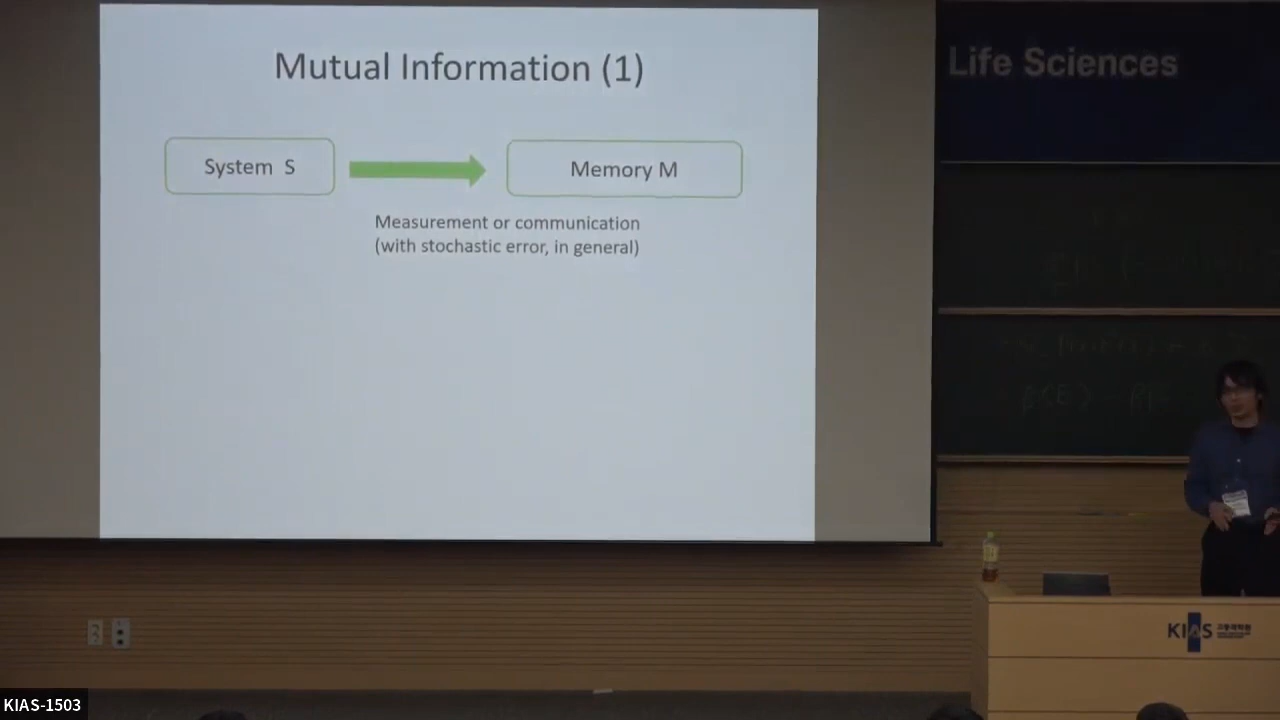 Mutual Information (1)
Life Sciences
System S
Memory M
Measurement or communication
(with stochastic error, in general)
KIAS
KIAS-1503